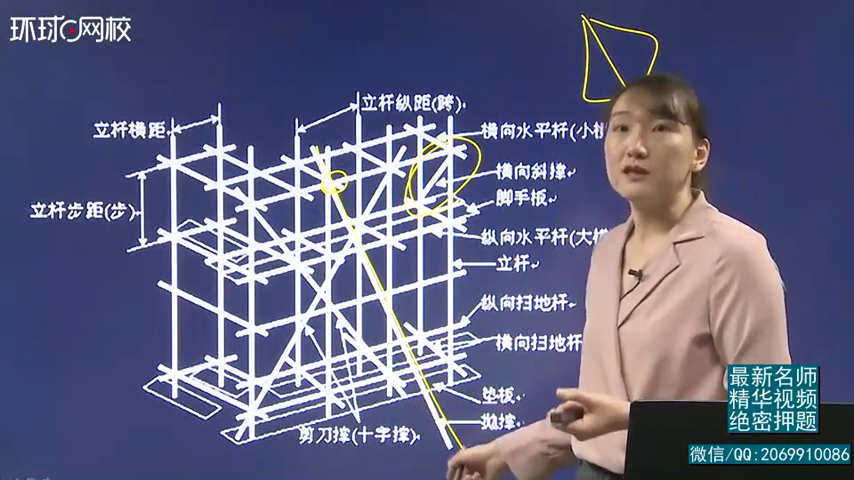 环球网校
立杆纵距(跨)
立杆横距
横向水平杆(小
横向斜撑
脚手板
立杆步距(步)
纵向水平杆(大
立杆
纵向扫地杆
横向扫地杆
垫板
抛撑
剪刀撑(十字撑)
最新名师
精华视频
绝密押题
微信/QQ:2069910086